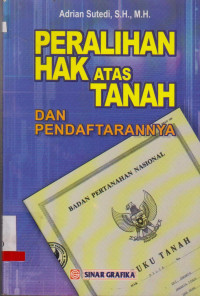 Adrian Sutedi, S.H., M.H.
PERALIHAN
HAK ATAS
TANAH
DAN
PENDAFTARANNYA
BADAN PERTANAHAN NASIONAL
BUKU TANAH
SINAR GRAFIKA